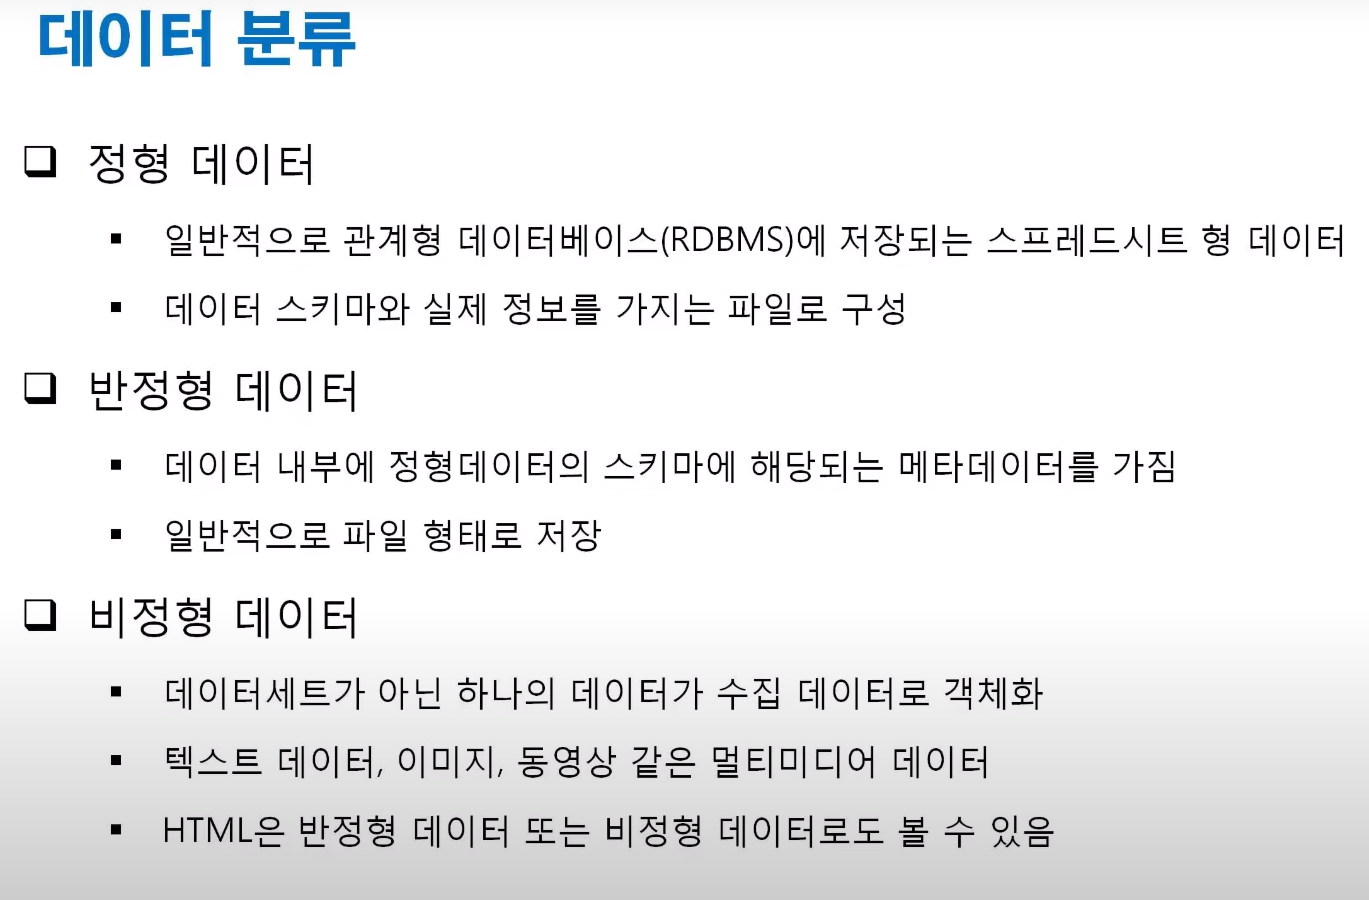 데이터 분류
정형 데이터
일반적으로 관계형 데이터베이스(RDBMS)에 저장되는 스프레드시트 형 데이터
데이터 스키마와 실제 정보를 가지는 파일로 구성
반정형 데이터
데이터 내부에 정형데이터의 스키마에 해당되는 메타데이터를 가짐
일반적으로 파일 형태로 저장
비정형 데이터
데이터세트가 아닌 하나의 데이터가 수집 데이터로 객체화
텍스트 데이터, 이미지, 동영상 같은 멀티미디어 데이터
HTML은 반정형 데이터 또는 비정형 데이터로도 볼 수 있음